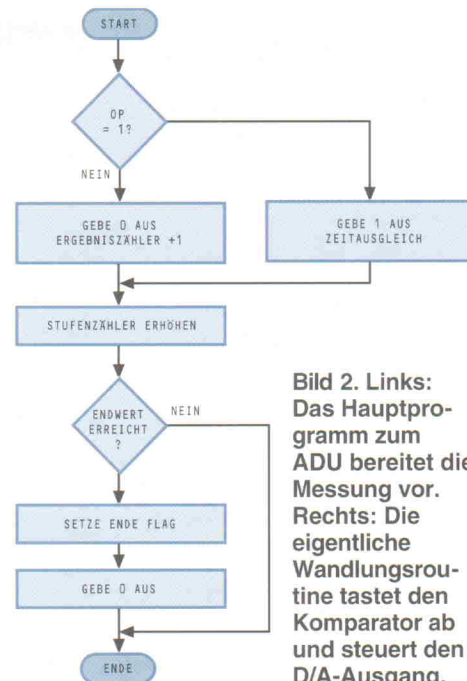 START
OP
= 1?
NEIN
GEBE 0 AUS
ERGEBNISZÄHLER +1
GEBE 1 AUS
ZEITAUSGLEICH
STUFENZÄHLER ERHÖHEN
ENDWERT
ERREICHT
?
NEIN
SETZE ENDE FLAG
GEBE 0 AUS
ENDE
Bild 2. Links:
Das Hauptpro-
gramm zum
ADU bereitet die
Messung vor.
Rechts: Die
eigentliche
Wandlungsrou-
tine tastet den
Komparator ab
und steuert den
D/A-Ausgang.